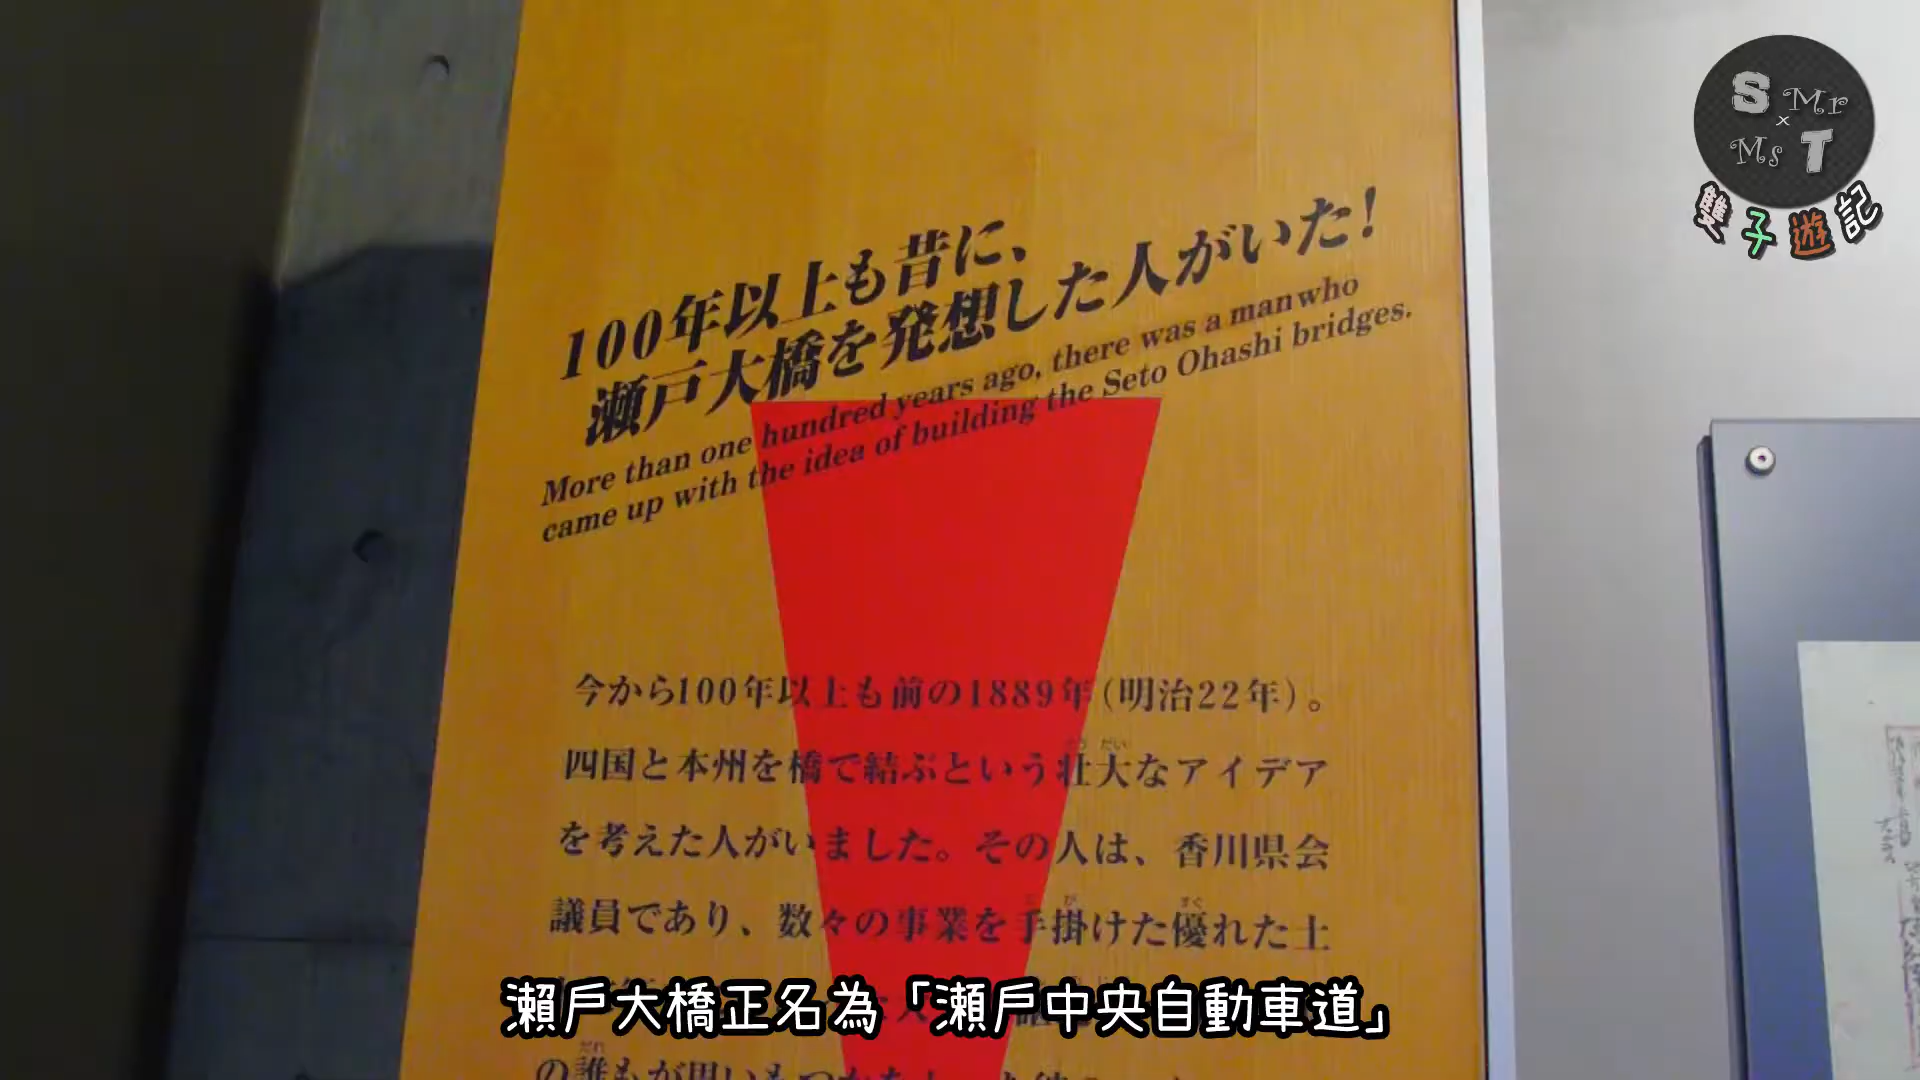 S Mr
x
Ms T
雙子遊記
100年以上も昔に、
瀬戸大橋を発想した人がいた!
More than one hundred years ago, there was a man who
came up with the idea of building the Seto Ohashi bridges.
今から100年以上も前の1889年(明治22年)。
四国と本州を橋で結ぶという壮大なアイデア
を考えた人がいました。その人は、香川県会
議員であり、数々の事業を手掛けた優れた土
瀨戶大橋正名為「瀬戶中央自動車道」